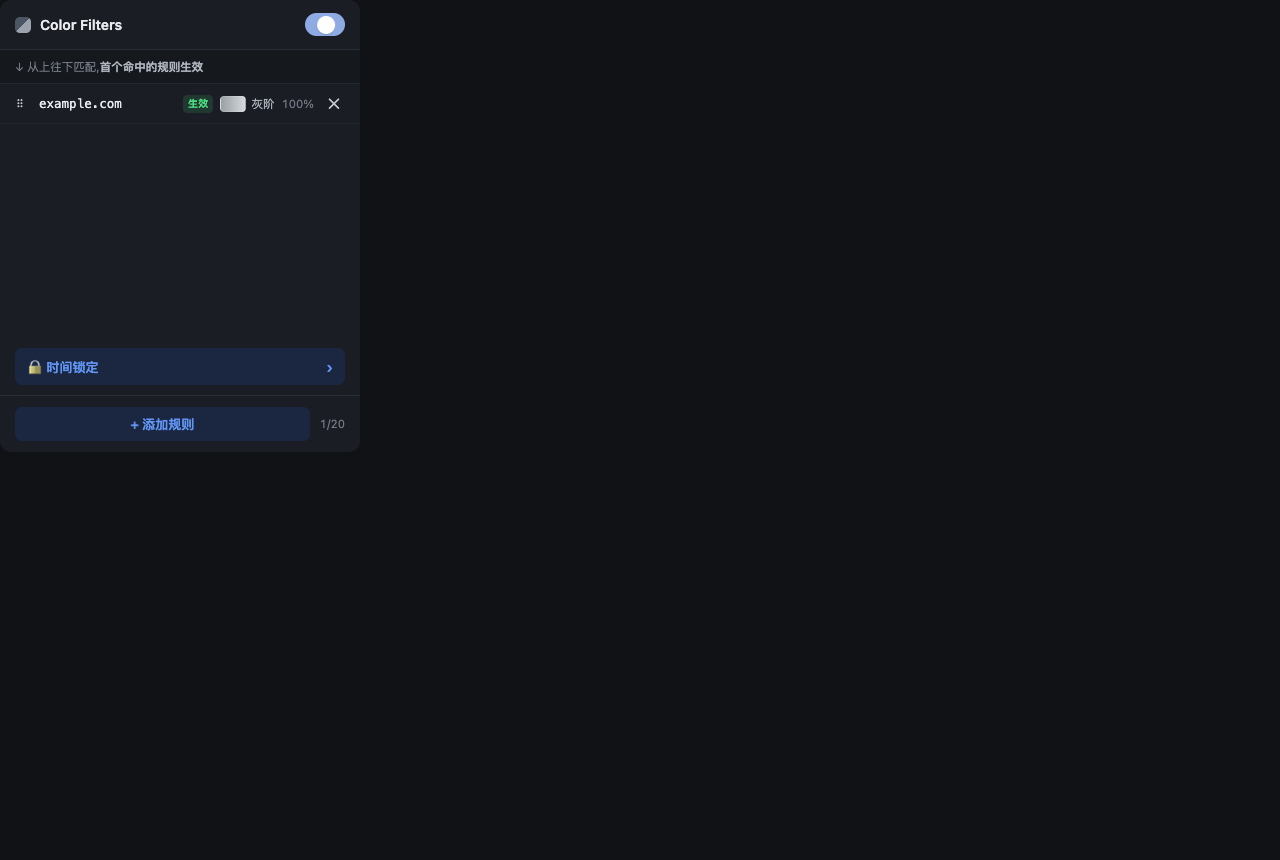 Color Filters
↓ 从上往下匹配,首个命中的规则生效
example.com 生效 灰阶 100% ✕
🔒 时间锁定 ›
+ 添加规则 1/20